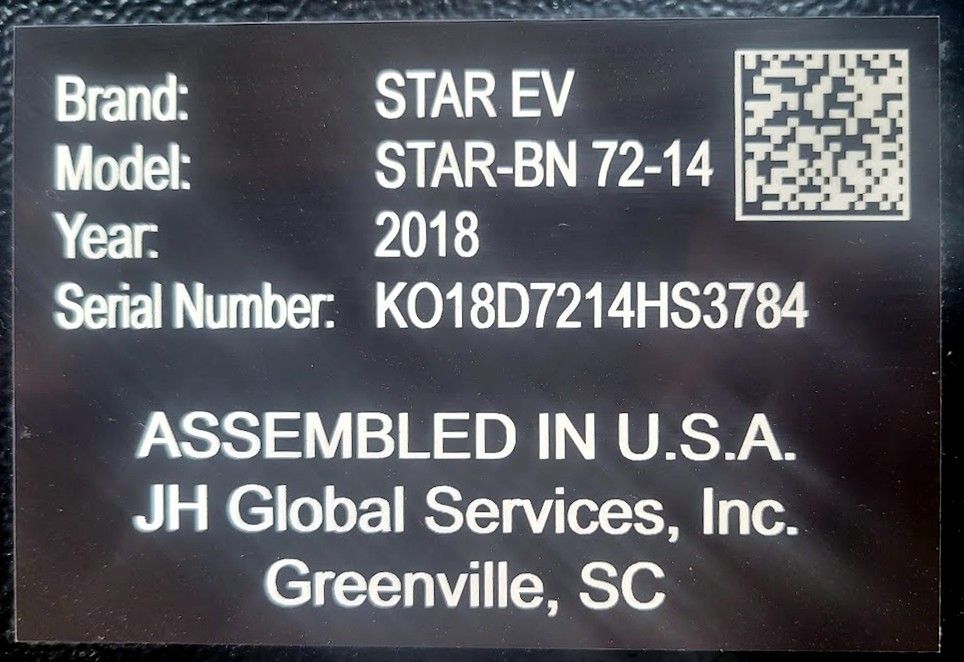 Brand: STAR EV
Model: STAR-BN 72-14
Year: 2018
Serial Number: KO18D7214HS3784
ASSEMBLED IN U.S.A.
JH Global Services, Inc.
Greenville, SC